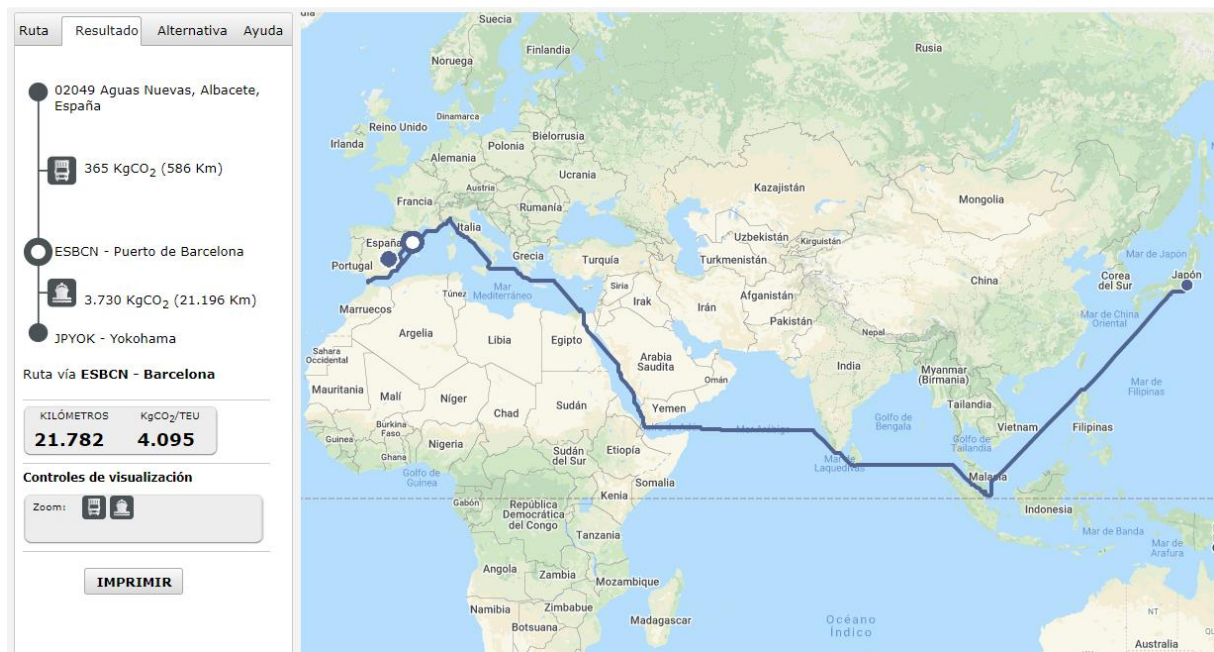 Ruta Resultado Alternativa Ayuda
02049 Aguas Nuevas, Albacete,
España
365 KgCO2 (586 Km)
ESBCN - Puerto de Barcelona
3.730 KgCO2 (21.196 Km)
JPYOK - Yokohama
Ruta vía ESBCN - Barcelona
KILÓMETROS KgCO2/TEU
21.782 4.095
Controles de visualización
Zoom:
IMPRIMIR
Suecia
Finlandia
Noruega
Rusia
Dinamarca
Reino Unido
Irlanda
Bielorrusia
Polonia
Alemania
Ucrania
Austria
Francia
Rumanía
Kazajistán
Mongolia
Italia
España
Portugal
Grecia
Turquía
Uzbekistán
Kirguistán
Turkmenistán
Mar de Japón
Corea
del Sur
Japón
China
Túnez
Mar
Mediterráneo
Siria
Irak
Irán
Afganistán
Pakistán
Marruecos
Mar de China
Oriental
Argelia
Libia
Egipto
Nepal
Sahara
Occidental
Arabia
Saudita
Omán
India
Myanmar
(Birmania)
Mauritania
Malí
Níger
Chad
Sudán
Yemen
Tailandia
Mar de
Filipinas
Burkina
Faso
Guinea
Ghana
Nigeria
Sudán
del Sur
Etiopía
Mar Arábigo
Golfo de
Bengala
Golfo de
Tailandia
Vietnam
Filipinas
Mar de
Laquedivas
Golfo de
Guinea
Somalia
Malasia
Gabón
Kenia
República
Democrática
del Congo
Indonesia
Tanzania
Mar de Banda
Mar de
Arafura
Angola
Zambia
Mozambique
Namibia
Zimbabue
Botsuana
Madagascar
Océano
Índico
NT
Australia